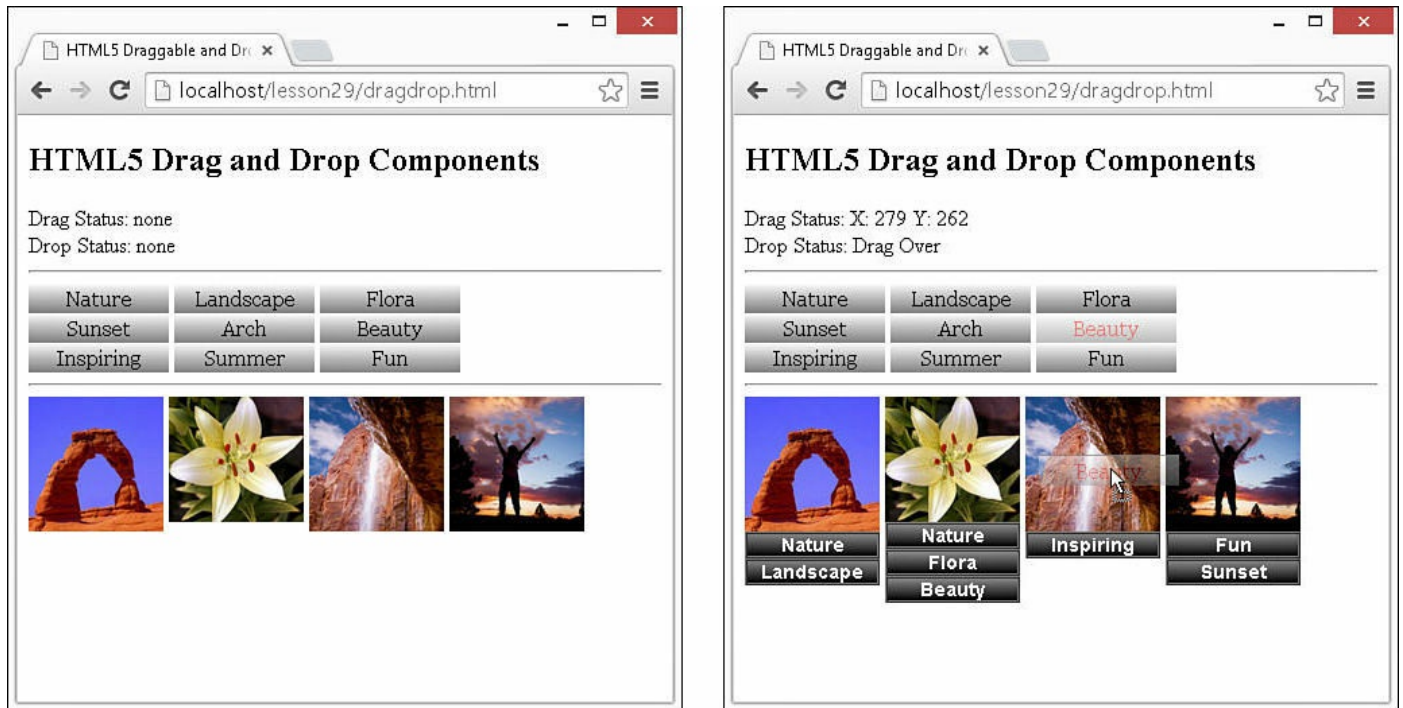 HTML5 Draggable and Dr
localhost/lesson29/dragdrop.html
HTML5 Drag and Drop Components
Drag Status: none
Drop Status: none
Nature Landscape Flora
Sunset Arch Beauty
Inspiring Summer Fun
HTML5 Draggable and Dr
localhost/lesson29/dragdrop.html
HTML5 Drag and Drop Components
Drag Status: X: 279 Y: 262
Drop Status: Drag Over
Nature Landscape Flora
Sunset Arch Beauty
Inspiring Summer Fun
Beauty
Nature Nature Inspiring Fun
Landscape Flora Sunset
Beauty